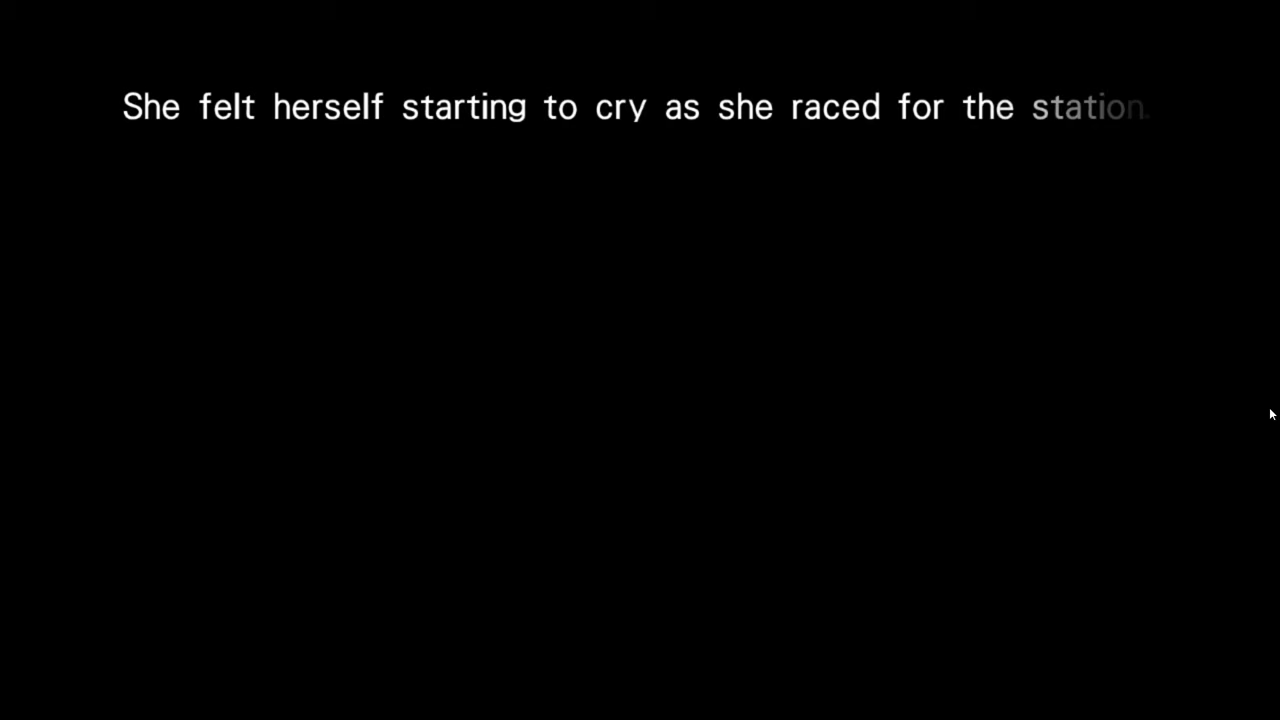 She felt herself starting to cry as she raced for the station.